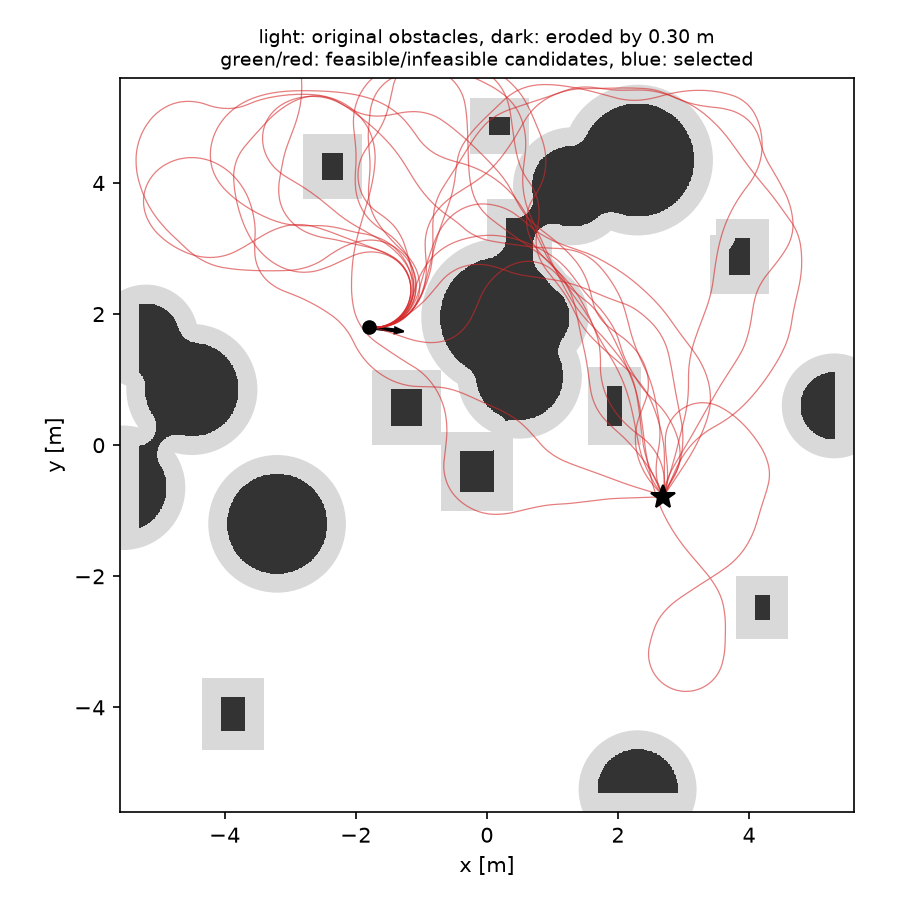 light: original obstacles, dark: eroded by 0.30 m
green/red: feasible/infeasible candidates, blue: selected
4
2
0
−2
−4
y [m]
−4
−2
0
2
4
x [m]